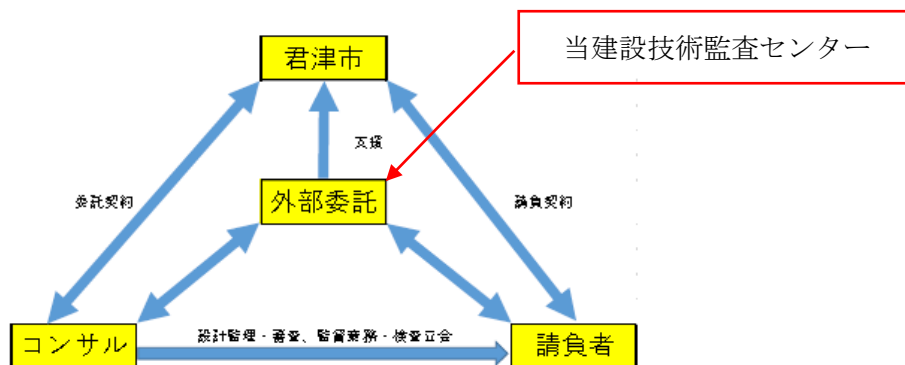 君津市
当建設技術監査センター
支援
委託契約
外部委託
請負契約
コンサル
設計監理・審査、監督業務・検査立会
請負者